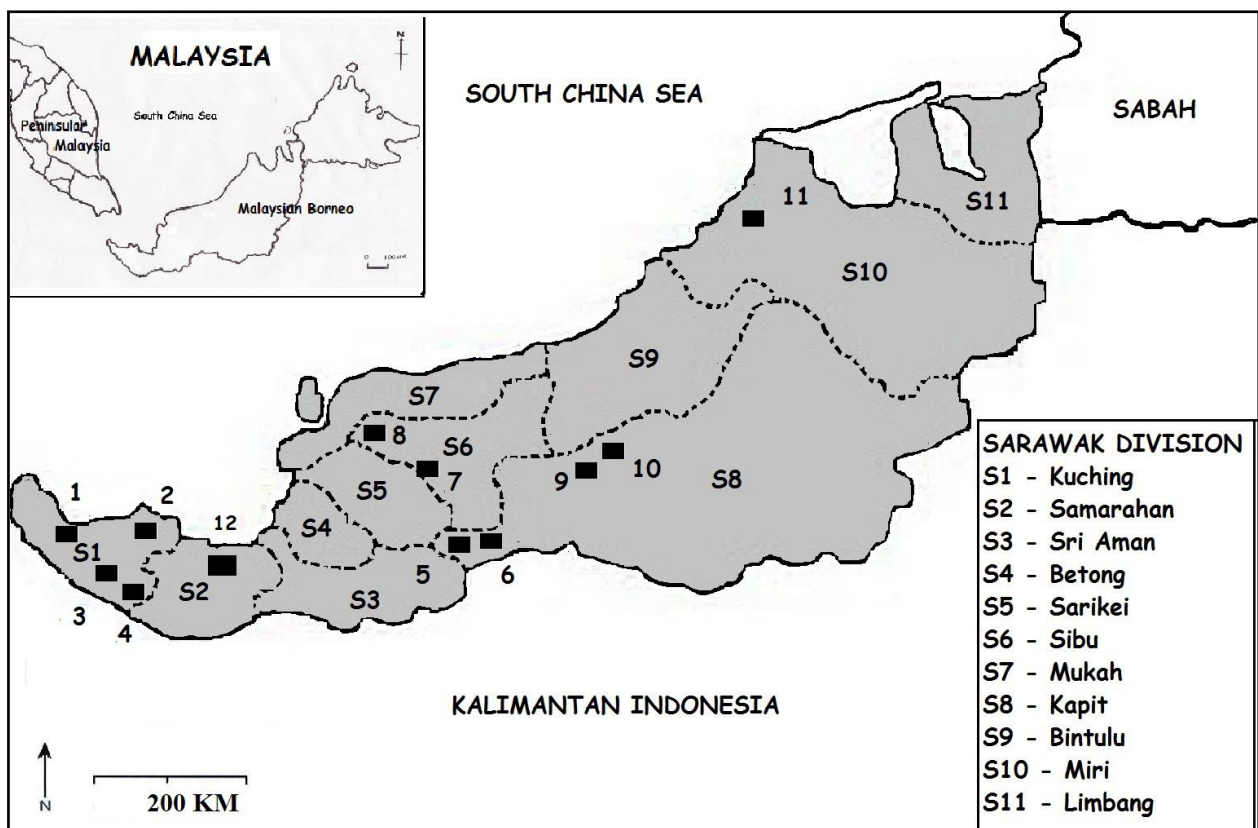 MALAYSIA
N
South China Sea
Peninsular
Malaysia
Malaysian Borneo
0 100KM
SOUTH CHINA SEA
SABAH
11
S11
S10
S9
S7
8
S6
7
S5
9
10
S8
S4
1
2
12
S1
S2
S3
5
6
3
4
KALIMANTAN INDONESIA
N
200 KM
SARAWAK DIVISION
S1 - Kuching
S2 - Samarahan
S3 - Sri Aman
S4 - Betong
S5 - Sarikei
S6 - Sibu
S7 - Mukah
S8 - Kapit
S9 - Bintulu
S10 - Miri
S11 - Limbang